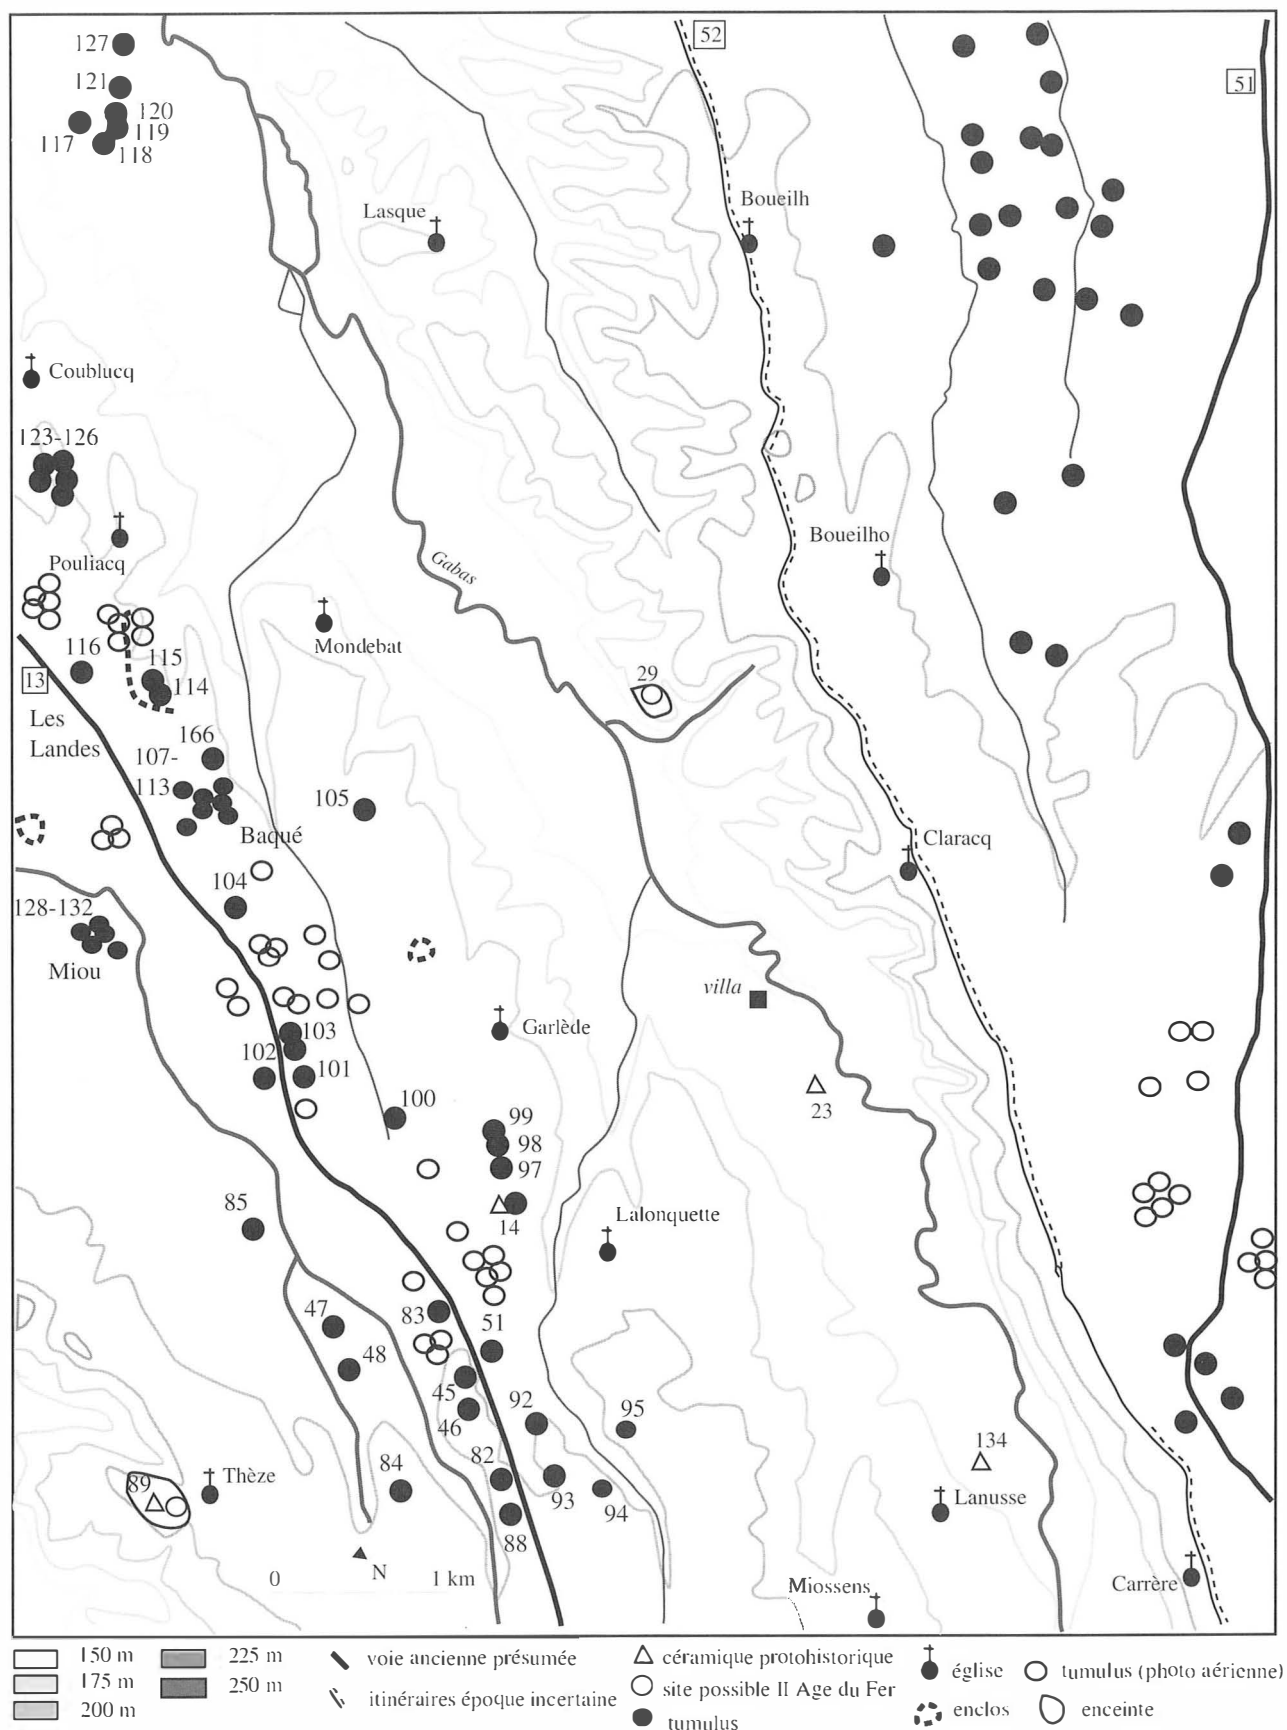 52
51
127
121
120
119
117
118
Lasque
Boueilh
Coublucq
123-126
Pouliacq
Gabas
Boueilho
Mondebat
116
115
114
13
Les
Landes
29
166
107-
113
105
Baqué
Claracq
104
128-132
Miou
villa
Garlède
103
102
101
100
23
99
98
97
14
85
Lalonquette
47
83
51
48
45
46
92
95
134
84
82
93
94
88
89
Thèze
Lanusse
N
0
1 km
Miossens
Carrère
150 m
175 m
200 m
225 m
250 m
voie ancienne présumée
itinéraires époque incertaine
céramique protohistorique
site possible II Age du Fer
tumulus
église
enclos
tumulus (photo aérienne)
enceinte